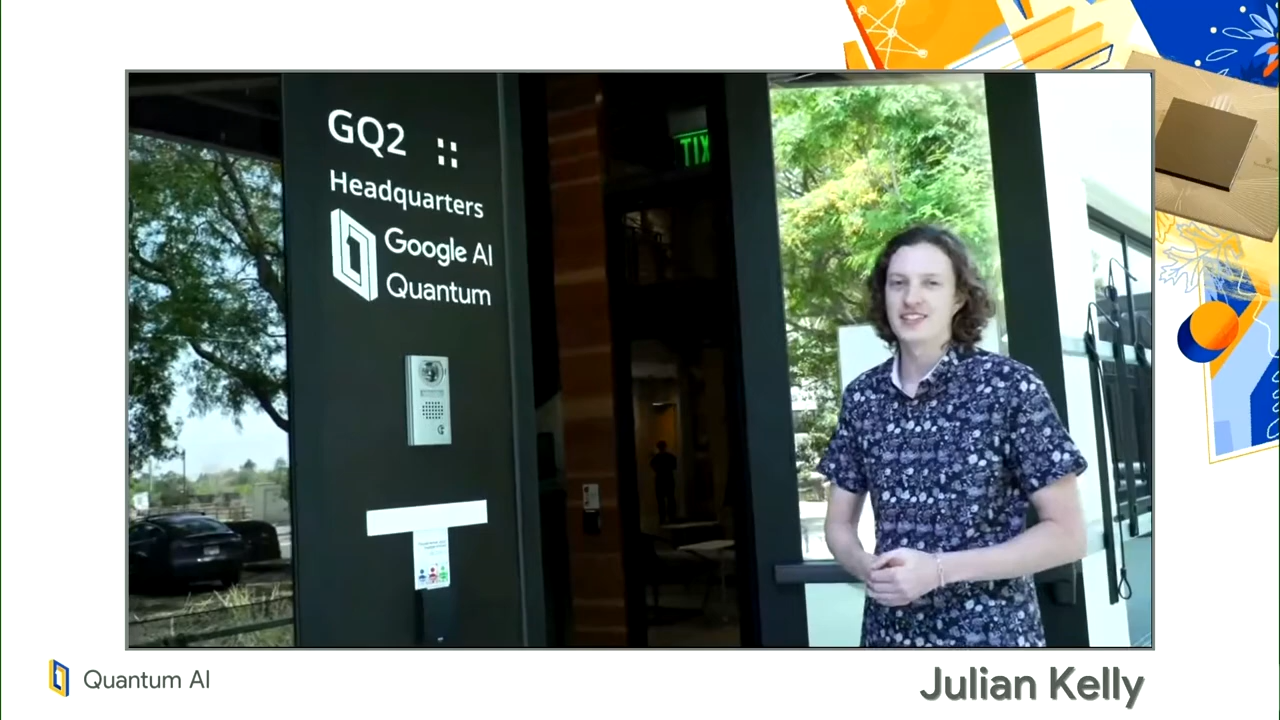 GQ2
Headquarters
Google AI
Quantum
EXIT
Quantum AI
Julian Kelly